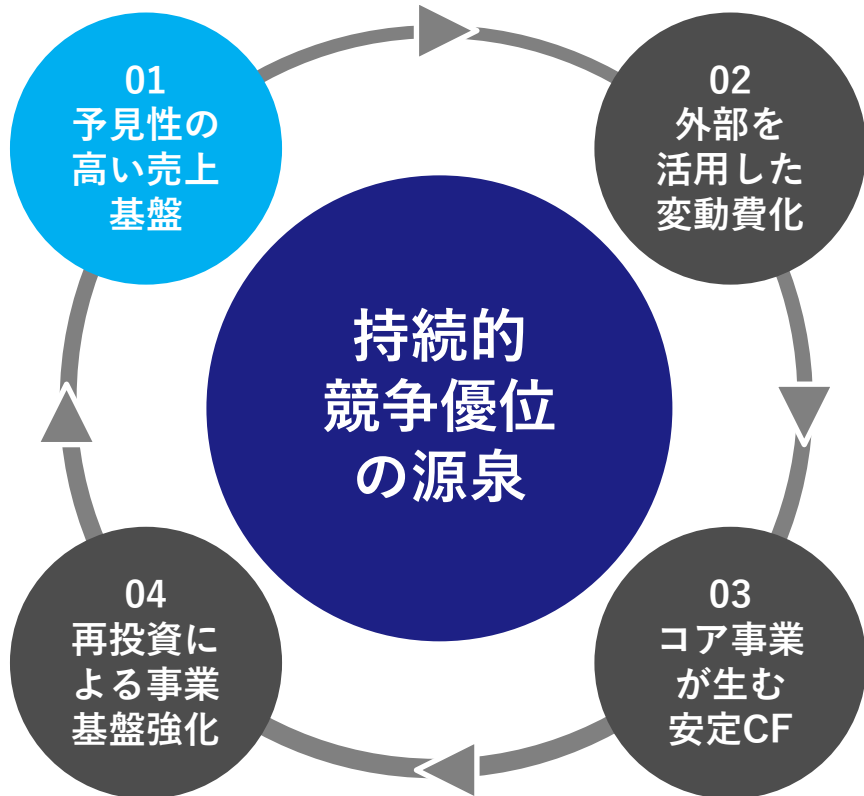 01
予見性の
高い売上
基盤
02
外部を
活用した
変動費化
持続的
競争優位
の源泉
04
再投資に
よる事業
基盤強化
03
コア事業
が生む
安定CF